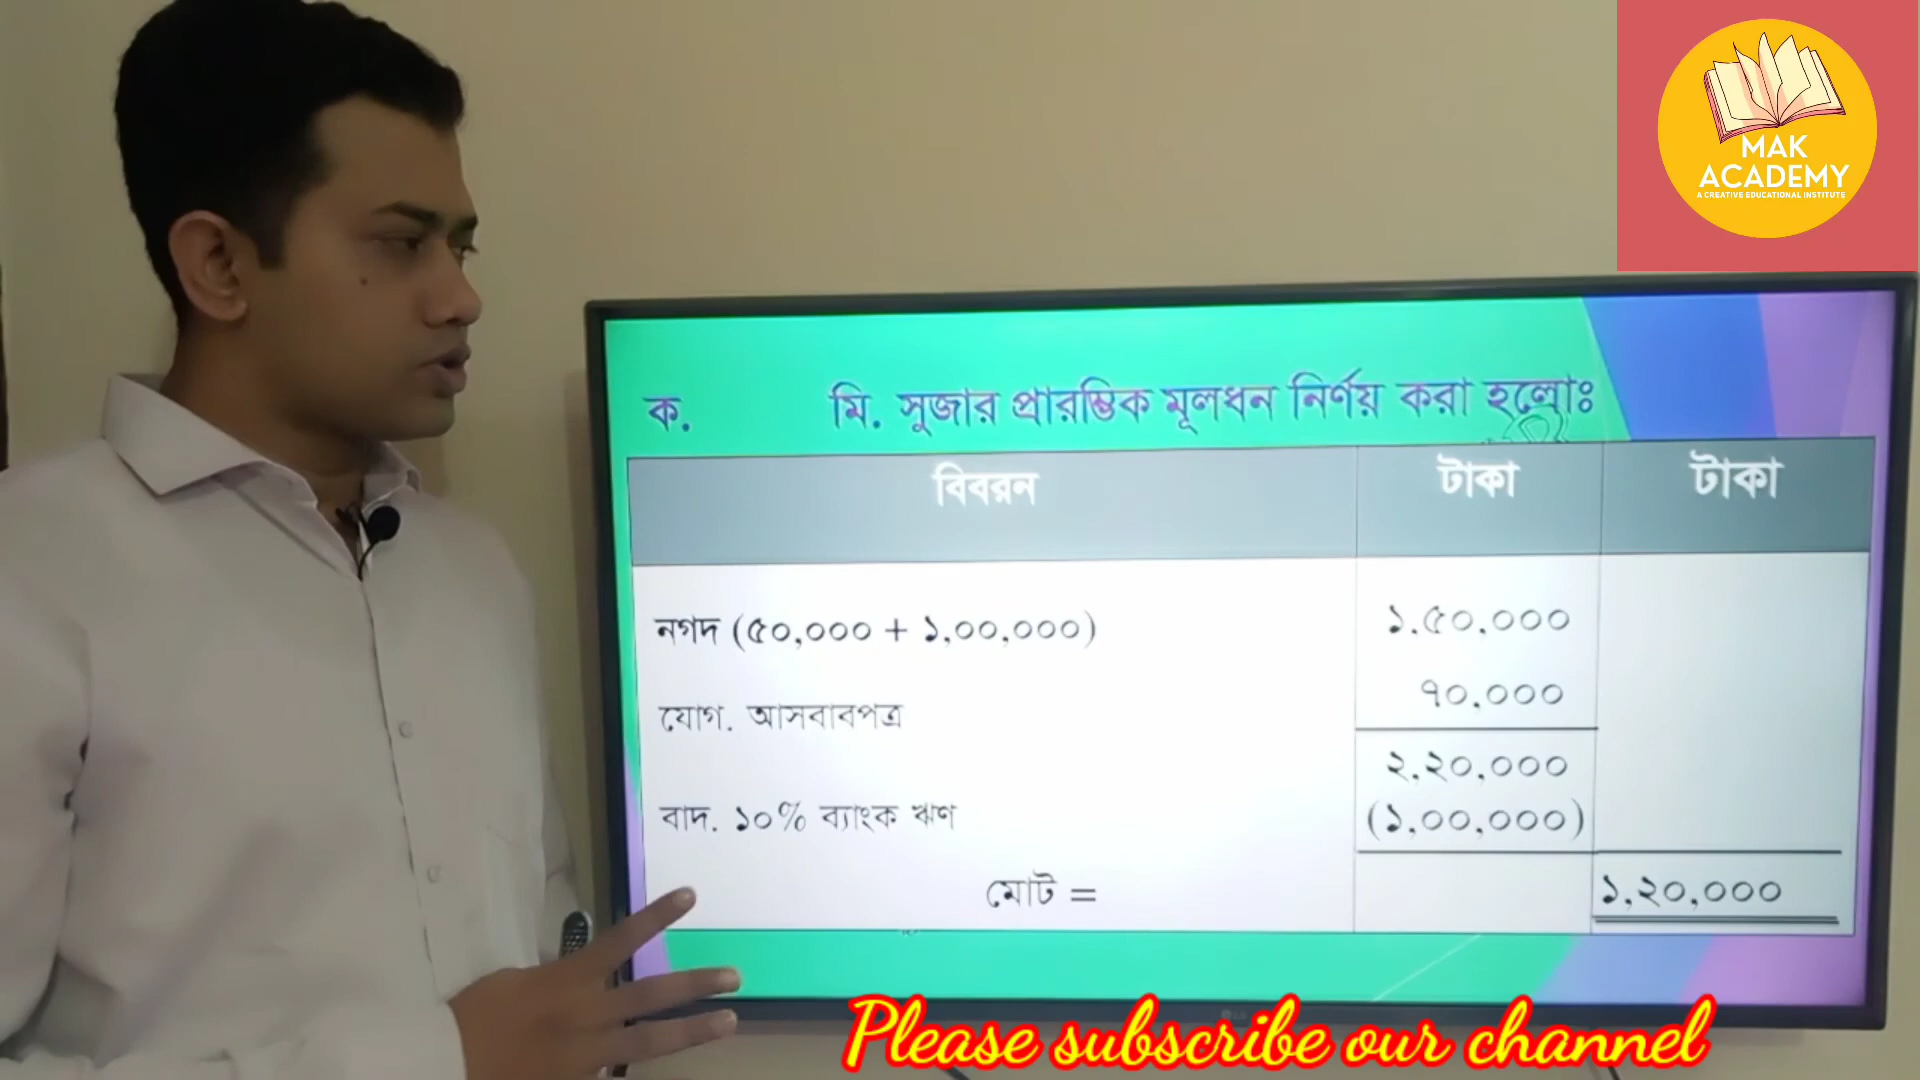 MAK
ACADEMY
A CREATIVE EDUCATIONAL INSTITUTE
ক. মি. সুজার প্রারম্ভিক মূলধন নির্ণয় করা হলোঃ
বিবরন টাকা টাকা
নগদ (৫০,০০০ + ১,০০,০০০) ১,৫০,০০০
যোগ. আসবাবপত্র ৭০,০০০
২,২০,০০০
বাদ. ১০% ব্যাংক ঋণ (১,০০,০০০)
মোট = ১,২০,০০০
Please subscribe our channel